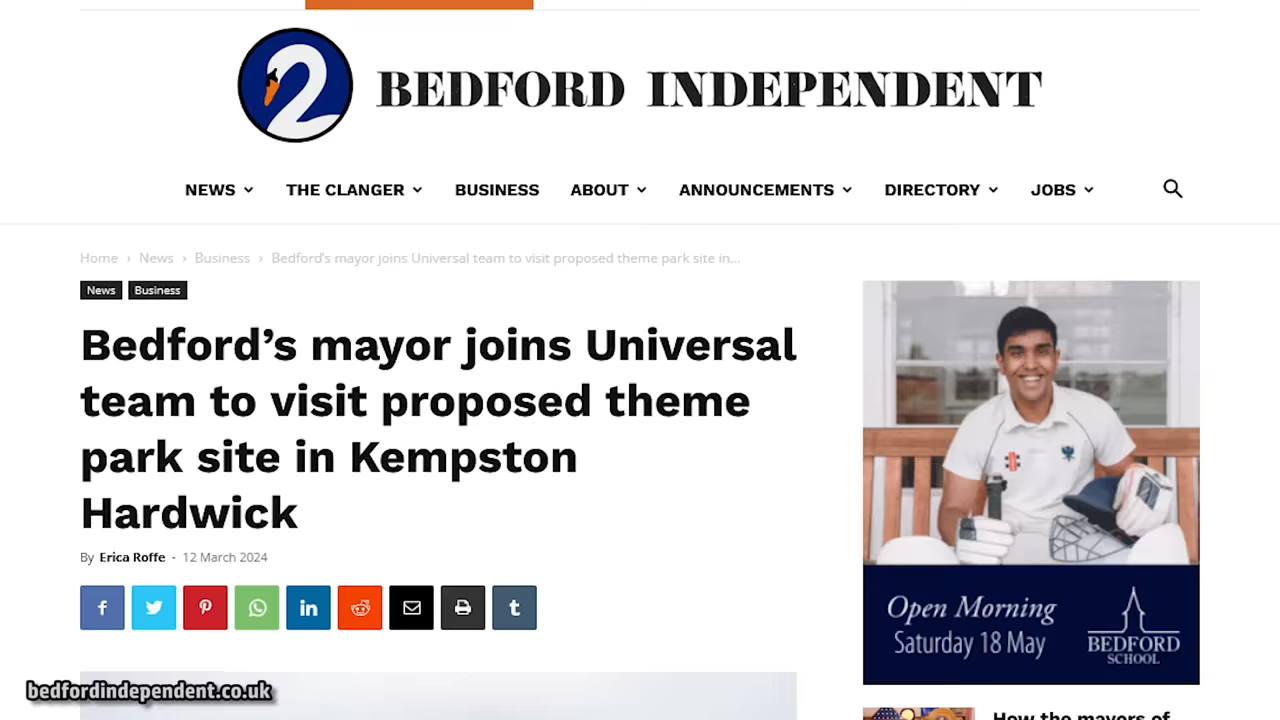 BEDFORD INDEPENDENT
NEWS THE CLANGER BUSINESS ABOUT ANNOUNCEMENTS DIRECTORY JOBS
Home › News › Business › Bedford’s mayor joins Universal team to visit proposed theme park site in...
News Business
Bedford’s mayor joins Universal
team to visit proposed theme
park site in Kempston
Hardwick
By Erica Roffe - 12 March 2024
Open Morning
Saturday 18 May
BEDFORD
SCHOOL
bedfordindependent.co.uk
How the mayors of